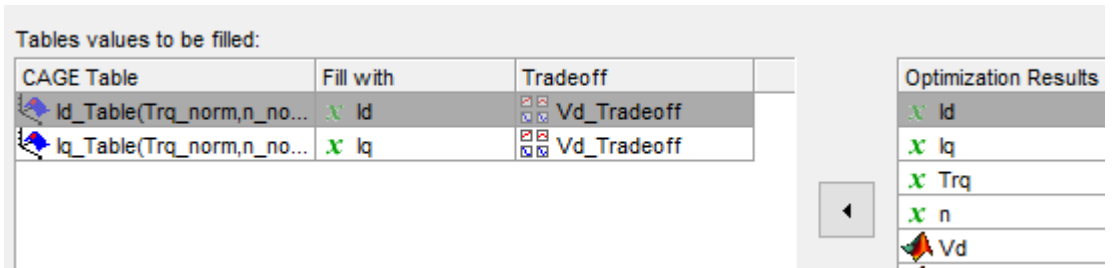 Tables values to be filled:
CAGE Table Fill with Tradeoff
Id_Table(Trq_norm,n_no... x Id Vd_Tradeoff
Iq_Table(Trq_norm,n_no... x Iq Vd_Tradeoff
Optimization Results
x Id
x Iq
x Trq
x n
Vd